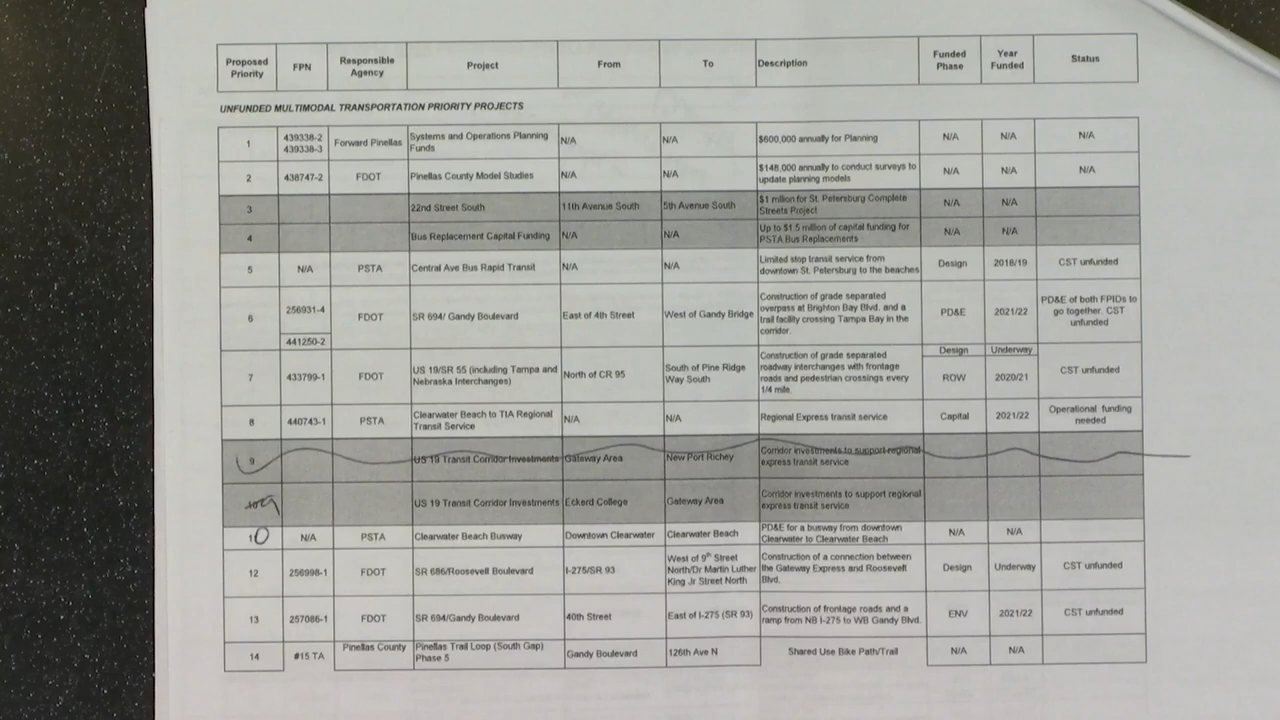 Proposed Priority FPN Responsible Agency Project From To Description Funded Phase Year Funded Status
UNFUNDED MULTIMODAL TRANSPORTATION PRIORITY PROJECTS
1 439338-2 439338-3 Forward Pinellas Systems and Operations Planning Funds N/A N/A $600,000 annually for Planning N/A N/A N/A
2 438747-2 FDOT Pinellas County Model Studies N/A N/A $148,000 annually to conduct surveys to update planning models N/A N/A N/A
3 22nd Street South 11th Avenue South 5th Avenue South $1 million for St. Petersburg Complete Streets Project N/A N/A
4 Bus Replacement Capital Funding N/A N/A Up to $1.5 million of capital funding for PSTA Bus Replacements N/A N/A
5 N/A PSTA Central Ave Bus Rapid Transit N/A N/A Limited stop transit service from downtown St. Petersburg to the beaches Design 2018/19 CST unfunded
6 256931-4 441250-2 FDOT SR 694/ Gandy Boulevard East of 4th Street West of Gandy Bridge Construction of grade separated overpass at Brighton Bay Blvd. and a trail facility crossing Tampa Bay in the corridor. PD&E 2021/22 PD&E of both FPIDs to go together. CST unfunded
7 433799-1 FDOT US 19/SR 55 (including Tampa and Nebraska Interchanges) North of CR 95 South of Pine Ridge Way South Construction of grade separated roadway interchanges with frontage roads and pedestrian crossings every 1/4 mile. Design Underway ROW 2020/21 CST unfunded
8 440743-1 PSTA Clearwater Beach to TIA Regional Transit Service N/A N/A Regional Express transit service Capital 2021/22 Operational funding needed
9 US 19 Transit Corridor Investments Gateway Area New Port Richey Corridor investments to support regional express transit service
US 19 Transit Corridor Investments Eckerd College Gateway Area Corridor investments to support regional express transit service
10 N/A PSTA Clearwater Beach Busway Downtown Clearwater Clearwater Beach PD&E for a busway from downtown Clearwater to Clearwater Beach N/A N/A
12 256998-1 FDOT SR 686/Roosevelt Boulevard I-275/SR 93 West of 9th Street North/Dr Martin Luther King Jr Street North Construction of a connection between the Gateway Express and Roosevelt Blvd. Design Underway CST unfunded
13 257086-1 FDOT SR 694/Gandy Boulevard 40th Street East of I-275 (SR 93) Construction of frontage roads and a ramp from NB I-275 to WB Gandy Blvd. ENV 2021/22 CST unfunded
14 #15 TA Pinellas County Pinellas Trail Loop (South Gap) Phase 5 Gandy Boulevard 126th Ave N Shared Use Bike Path/Trail N/A N/A